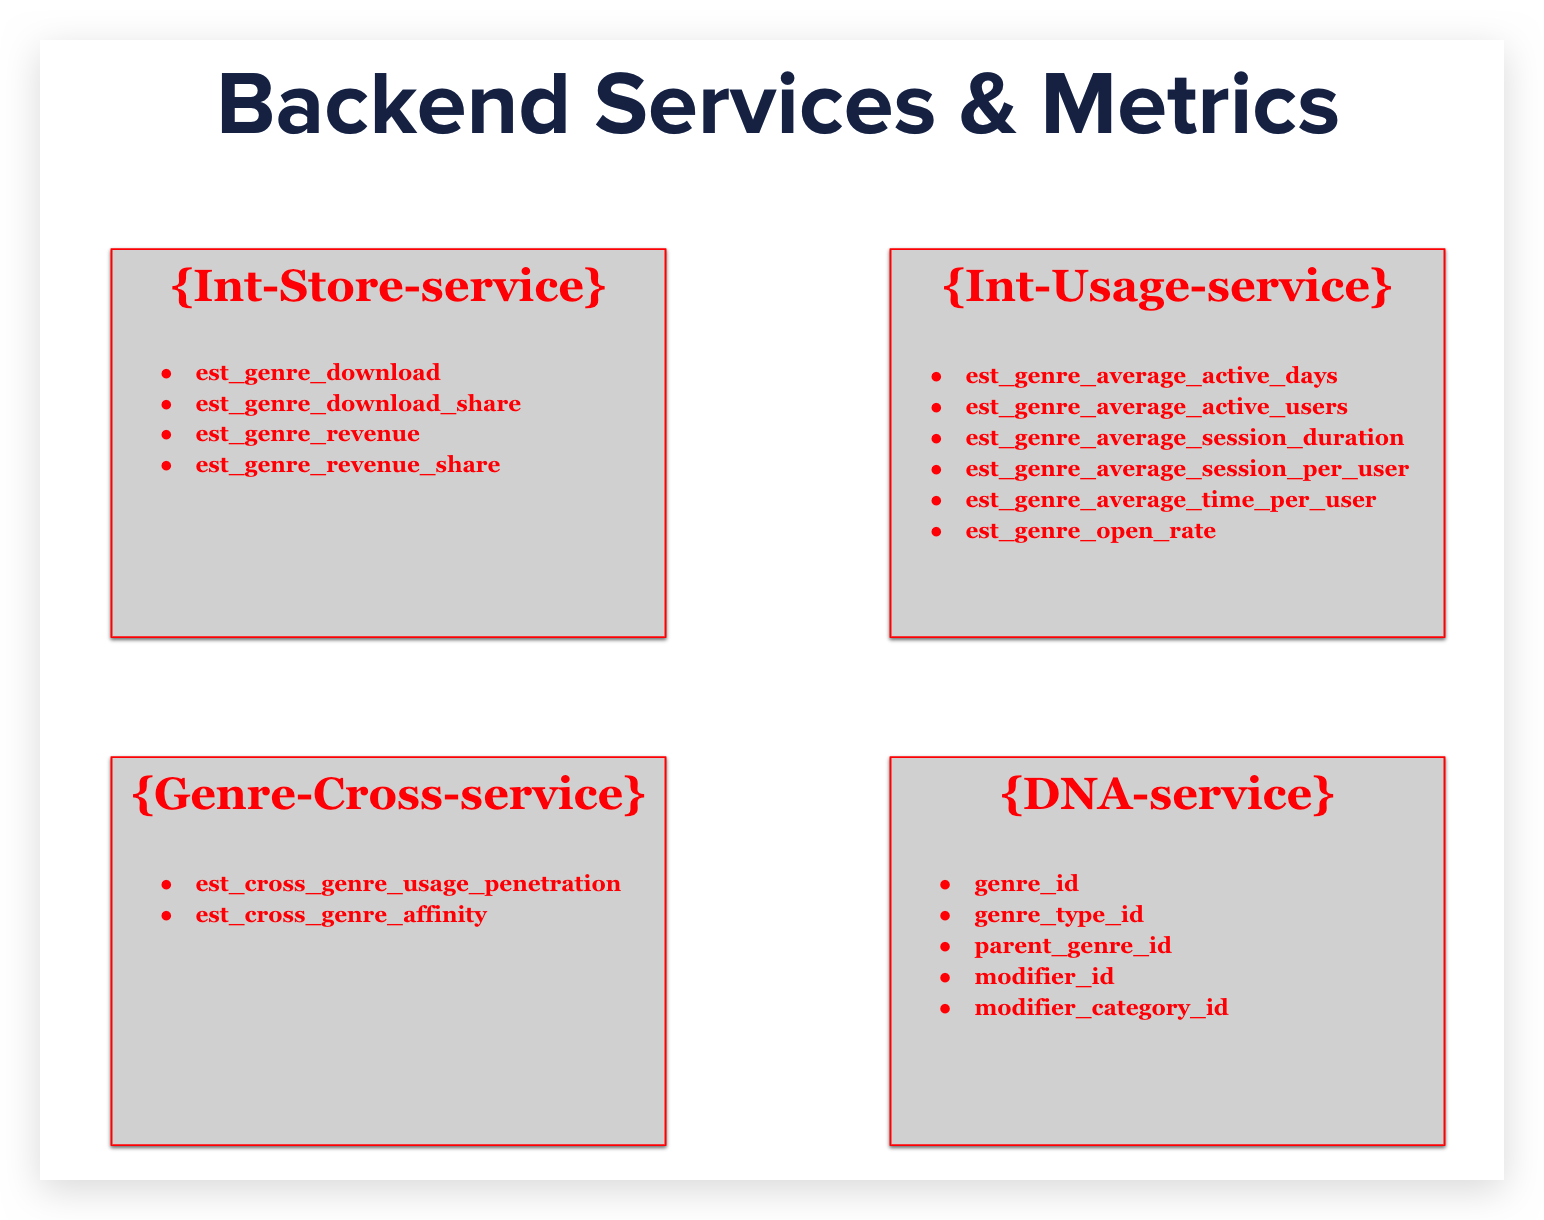 Backend Services & Metrics
{Int-Store-service}
● est_genre_download
● est_genre_download_share
● est_genre_revenue
● est_genre_revenue_share
{Int-Usage-service}
● est_genre_average_active_days
● est_genre_average_active_users
● est_genre_average_session_duration
● est_genre_average_session_per_user
● est_genre_average_time_per_user
● est_genre_open_rate
{Genre-Cross-service}
● est_cross_genre_usage_penetration
● est_cross_genre_affinity
{DNA-service}
● genre_id
● genre_type_id
● parent_genre_id
● modifier_id
● modifier_category_id